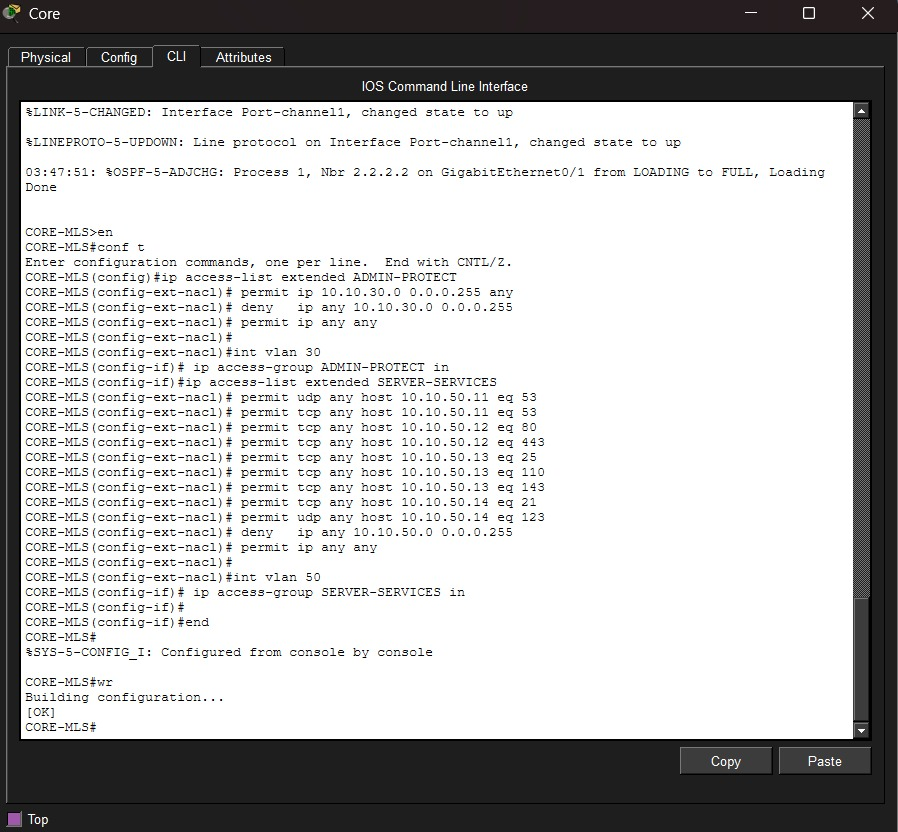 Core
Physical Config CLI Attributes
IOS Command Line Interface
%LINK-5-CHANGED: Interface Port-channel1, changed state to up
%LINEPROTO-5-UPDOWN: Line protocol on Interface Port-channel1, changed state to up
03:47:51: %OSPF-5-ADJCHG: Process 1, Nbr 2.2.2.2 on GigabitEthernet0/1 from LOADING to FULL, Loading
Done
CORE-MLS>en
CORE-MLS#conf t
Enter configuration commands, one per line.  End with CNTL/Z.
CORE-MLS(config)#ip access-list extended ADMIN-PROTECT
CORE-MLS(config-ext-nacl)# permit ip 10.10.30.0 0.0.0.255 any
CORE-MLS(config-ext-nacl)# deny   ip any 10.10.30.0 0.0.0.255
CORE-MLS(config-ext-nacl)# permit ip any any
CORE-MLS(config-ext-nacl)#
CORE-MLS(config-ext-nacl)#int vlan 30
CORE-MLS(config-if)# ip access-group ADMIN-PROTECT in
CORE-MLS(config-if)#ip access-list extended SERVER-SERVICES
CORE-MLS(config-ext-nacl)# permit udp any host 10.10.50.11 eq 53
CORE-MLS(config-ext-nacl)# permit tcp any host 10.10.50.11 eq 53
CORE-MLS(config-ext-nacl)# permit tcp any host 10.10.50.12 eq 80
CORE-MLS(config-ext-nacl)# permit tcp any host 10.10.50.12 eq 443
CORE-MLS(config-ext-nacl)# permit tcp any host 10.10.50.13 eq 25
CORE-MLS(config-ext-nacl)# permit tcp any host 10.10.50.13 eq 110
CORE-MLS(config-ext-nacl)# permit tcp any host 10.10.50.13 eq 143
CORE-MLS(config-ext-nacl)# permit tcp any host 10.10.50.14 eq 21
CORE-MLS(config-ext-nacl)# permit udp any host 10.10.50.14 eq 123
CORE-MLS(config-ext-nacl)# deny   ip any 10.10.50.0 0.0.0.255
CORE-MLS(config-ext-nacl)# permit ip any any
CORE-MLS(config-ext-nacl)#
CORE-MLS(config-ext-nacl)#int vlan 50
CORE-MLS(config-if)# ip access-group SERVER-SERVICES in
CORE-MLS(config-if)#
CORE-MLS(config-if)#end
CORE-MLS#
%SYS-5-CONFIG_I: Configured from console by console
CORE-MLS#wr
Building configuration...
[OK]
CORE-MLS#
Copy Paste
Top